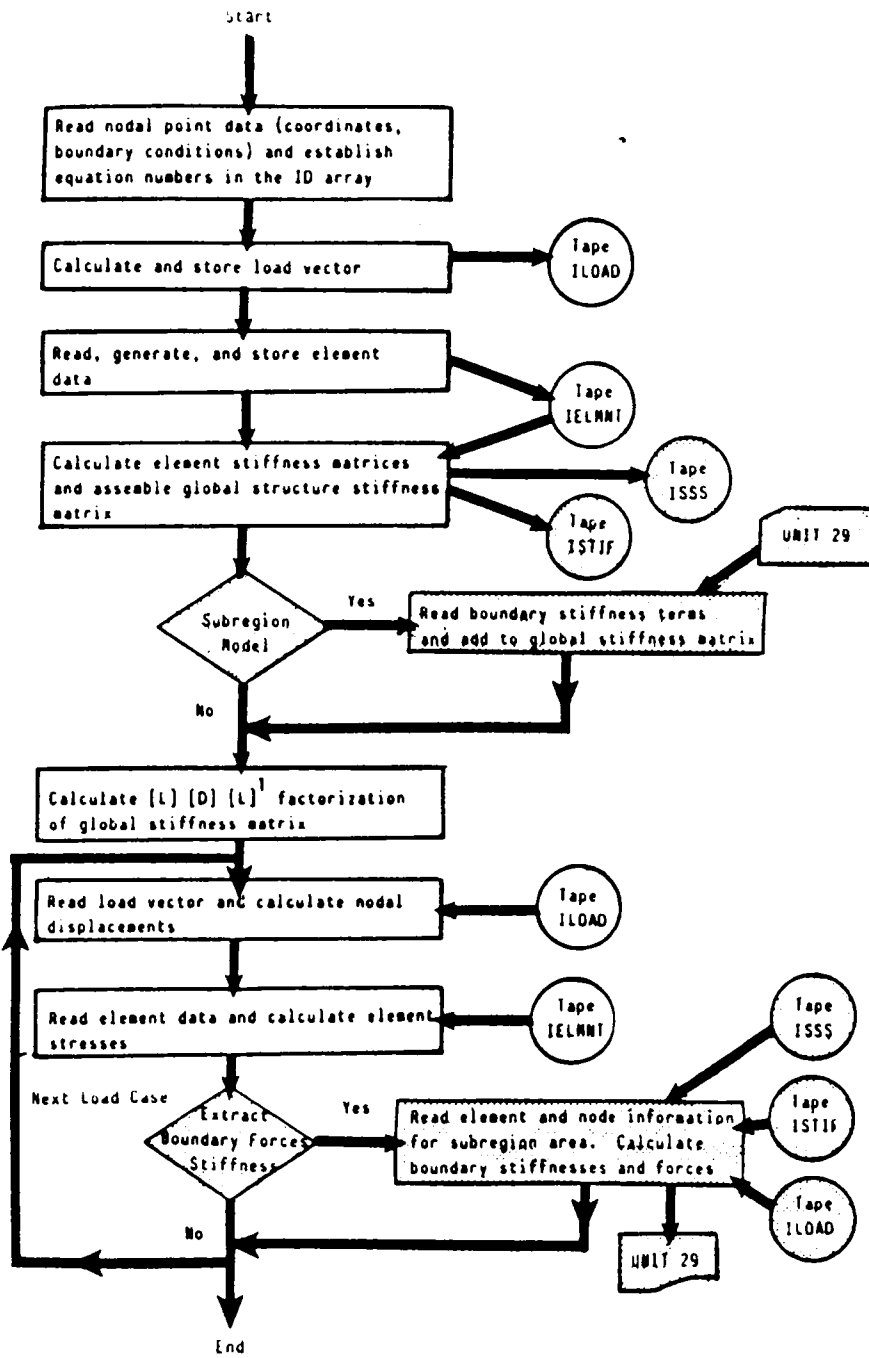 Start
Read nodal point data (coordinates,
boundary conditions) and establish
equation numbers in the ID array
Calculate and store load vector
Tape
ILOAD
Read, generate, and store element
data
Tape
IELMNT
Calculate element stiffness matrices
and assemble global structure stiffness
matrix
Tape
ISSS
Tape
ISTIF
UNIT 29
Subregion
Model
Yes
Read boundary stiffness terms
and add to global stiffness matrix
No
Calculate [L] [D] [L]^T factorization
of global stiffness matrix
Read load vector and calculate nodal
displacements
Tape
ILOAD
Read element data and calculate element
stresses
Tape
IELMNT
Tape
ISSS
Next Load Case
Extract
Boundary Forces
Stiffness
Yes
Read element and node information
for subregion area. Calculate
boundary stiffnesses and forces
Tape
ISTIF
Tape
ILOAD
No
UNIT 29
End